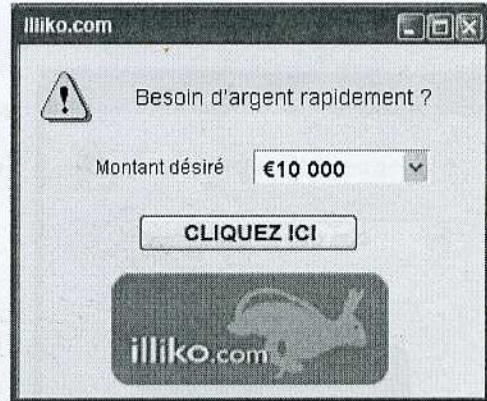 illiko.com
Besoin d'argent rapidement ?
Montant désiré €10 000
CLIQUEZ ICI
illiko.com